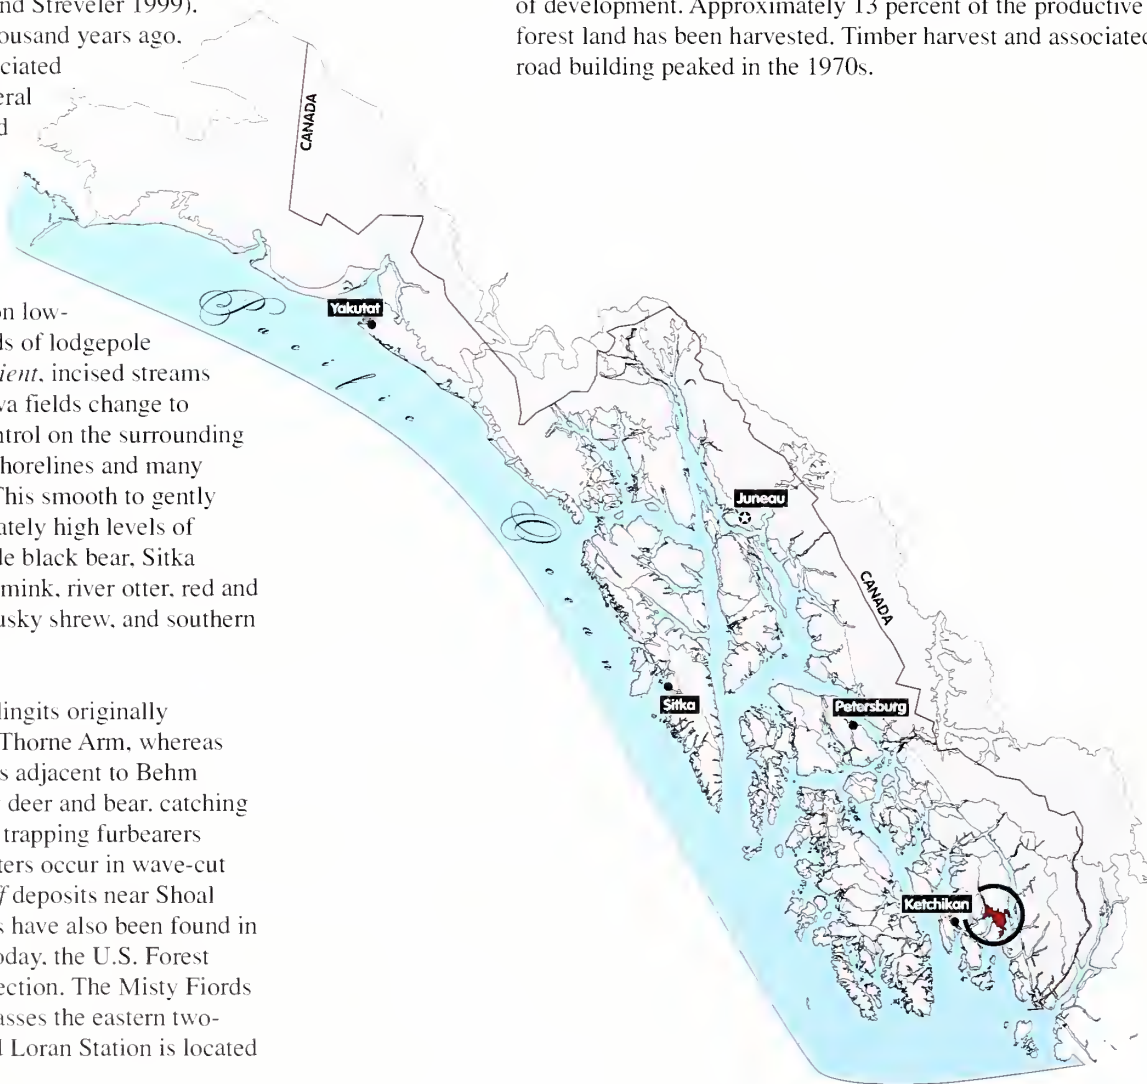 nd Streveler 1999).
ousand years ago.
ciated
eral
d
on low-
ds of lodgepole
ient, incised streams
va fields change to
ntrol on the surrounding
horelines and many
This smooth to gently
ately high levels of
le black bear, Sitka
mink, river otter, red and
usky shrew, and southern
lingits originally
Thorne Arm, whereas
s adjacent to Behm
deer and bear, catching
trapping furbearers
ters occur in wave-cut
f deposits near Shoal
s have also been found in
oday, the U.S. Forest
ection. The Misty Fiords
asses the eastern two-
d Loran Station is located
of development. Approximately 13 percent of the productive
forest land has been harvested. Timber harvest and associated
road building peaked in the 1970s.
CANADA
Yakutat
Pacific Ocean
Juneau
CANADA
Sitka
Petersburg
Ketchikan